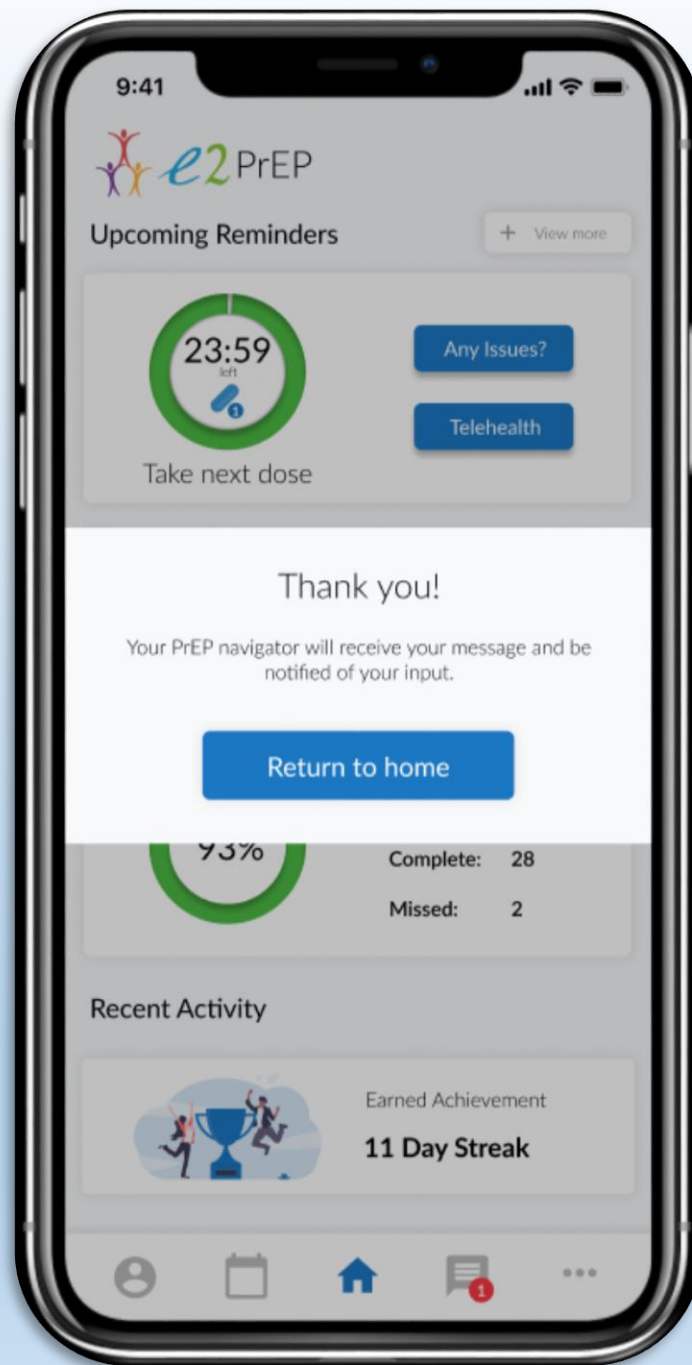 9:41
e2 PrEP
Upcoming Reminders
+ View more
23:59
left
1
Any Issues?
Telehealth
Take next dose
Thank you!
Your PrEP navigator will receive your message and be
notified of your input.
Return to home
93%
Complete: 28
Missed: 2
Recent Activity
Earned Achievement
11 Day Streak
1